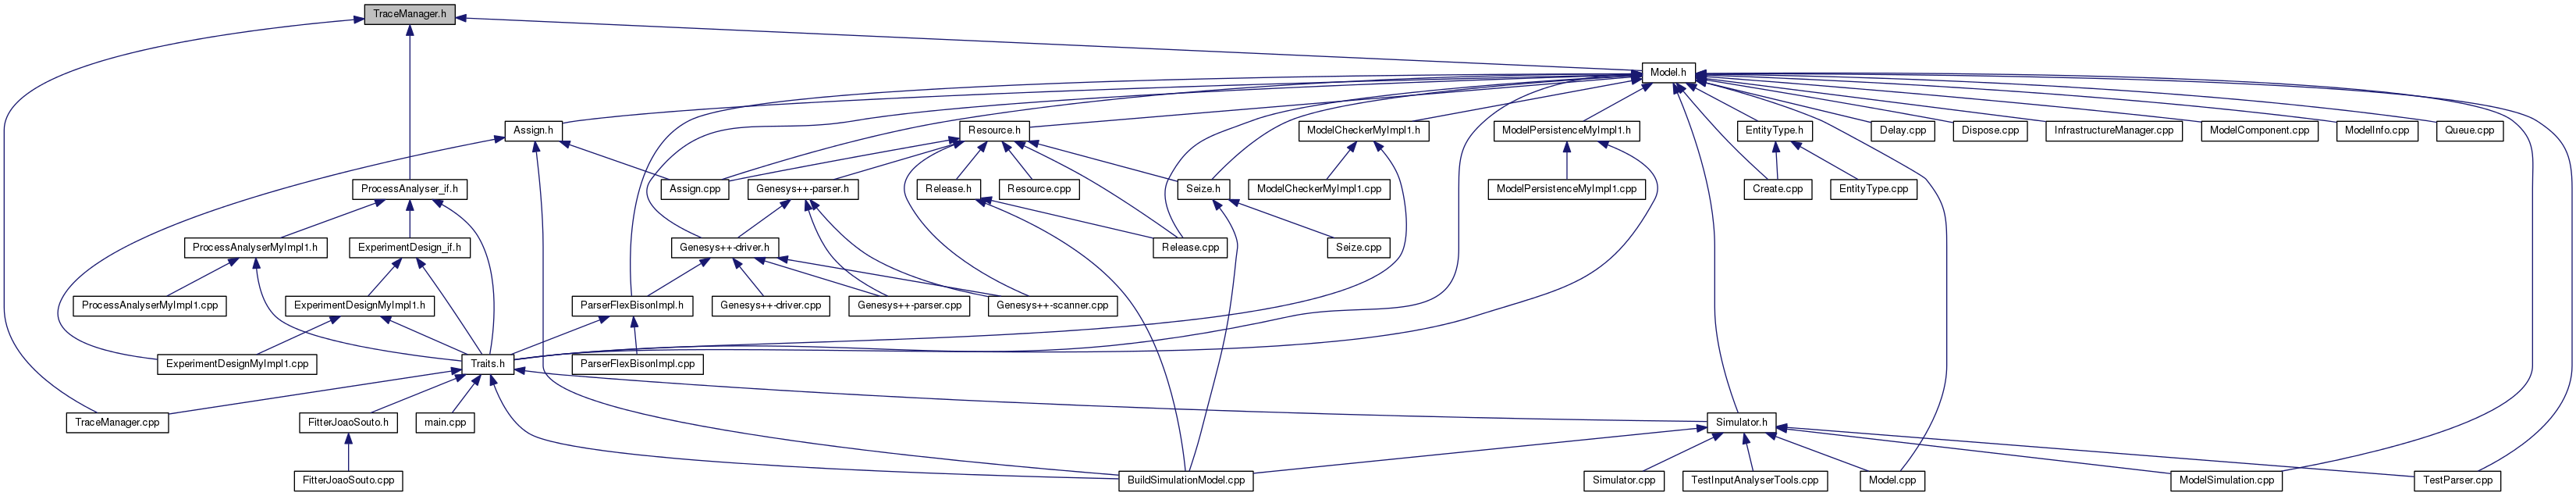 TraceManager.h
Model.h
Assign.h
Resource.h
ModelCheckerMyImpl1.h
ModelPersistenceMyImpl1.h
EntityType.h
Delay.cpp
Dispose.cpp
InfrastructureManager.cpp
ModelComponent.cpp
ModelInfo.cpp
Queue.cpp
ProcessAnalyser_if.h
Assign.cpp
Genesys++-parser.h
Release.h
Resource.cpp
Seize.h
ModelCheckerMyImpl1.cpp
ModelPersistenceMyImpl1.cpp
Create.cpp
EntityType.cpp
ProcessAnalyserMyImpl1.h
ExperimentDesign_if.h
Genesys++-driver.h
Release.cpp
Seize.cpp
ProcessAnalyserMyImpl1.cpp
ExperimentDesignMyImpl1.h
ParserFlexBisonImpl.h
Genesys++-driver.cpp
Genesys++-parser.cpp
Genesys++-scanner.cpp
ExperimentDesignMyImpl1.cpp
Traits.h
ParserFlexBisonImpl.cpp
TraceManager.cpp
FitterJoaoSouto.h
main.cpp
Simulator.h
FitterJoaoSouto.cpp
BuildSimulationModel.cpp
Simulator.cpp
TestInputAnalyserTools.cpp
Model.cpp
ModelSimulation.cpp
TestParser.cpp